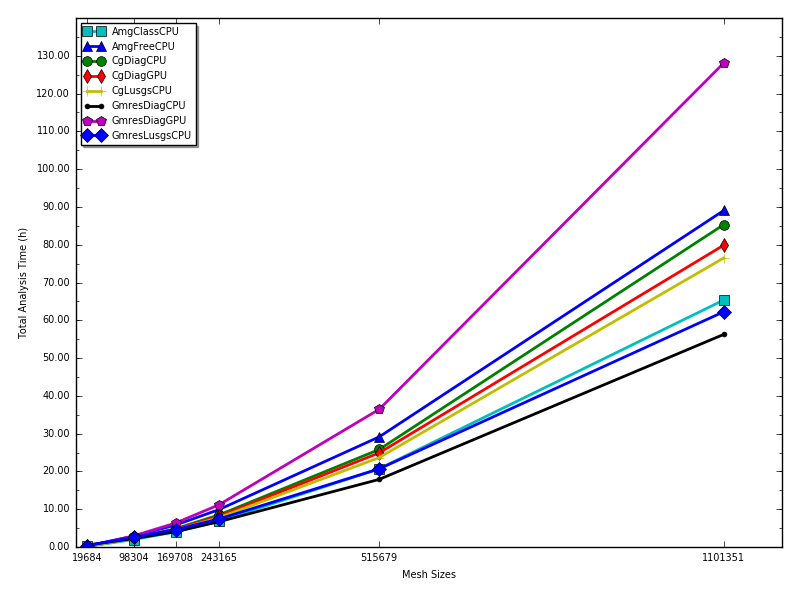 AmgClassCPU
AmgFreeCPU
CgDiagCPU
CgDiagGPU
CgLusgsCPU
GmresDiagCPU
GmresDiagGPU
GmresLusgsCPU
130.00
120.00
110.00
100.00
90.00
80.00
70.00
60.00
50.00
40.00
30.00
20.00
10.00
0.00
Total Analysis Time (h)
19684 98304 169708 243165 515679 1101351
Mesh Sizes